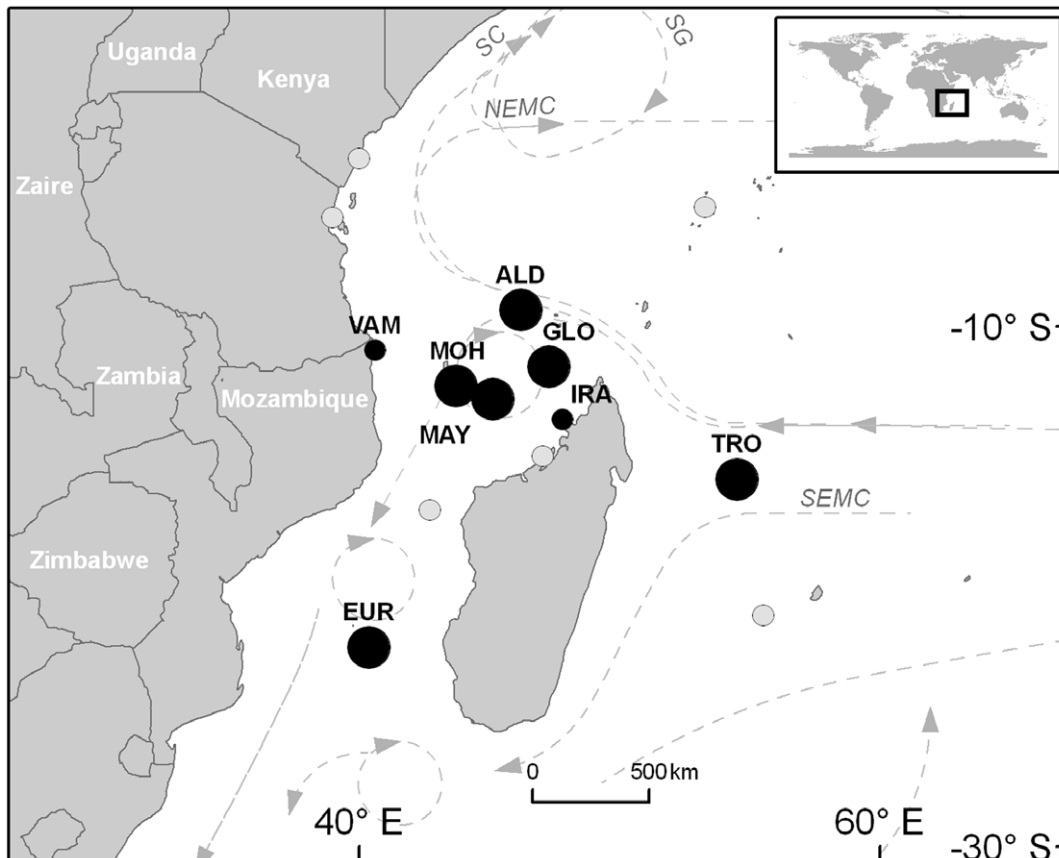 Uganda
SC
SG
Kenya
NEMC
Zaire
ALD
VAM
GLO
-10° S
MOH
Zambia
Mozambique
IRA
MAY
TRO
SEMC
Zimbabwe
EUR
0 500 km
40° E
60° E
-30° S